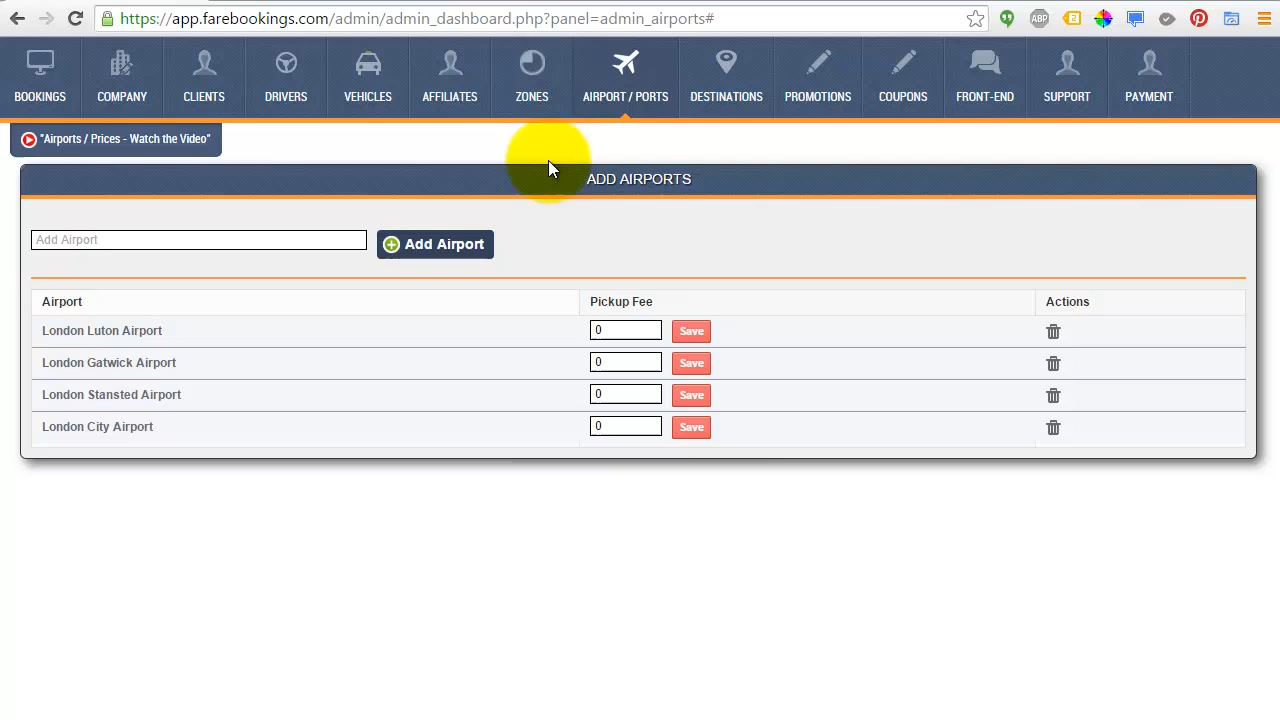 https://app.farebookings.com/admin/admin_dashboard.php?panel=admin_airports#
ABP
2
BOOKINGS
COMPANY
CLIENTS
DRIVERS
VEHICLES
AFFILIATES
ZONES
AIRPORT / PORTS
DESTINATIONS
PROMOTIONS
COUPONS
FRONT-END
SUPPORT
PAYMENT
"Airports / Prices - Watch the Video"
ADD AIRPORTS
Add Airport
Add Airport
Airport Pickup Fee Actions
London Luton Airport 0 Save
London Gatwick Airport 0 Save
London Stansted Airport 0 Save
London City Airport 0 Save